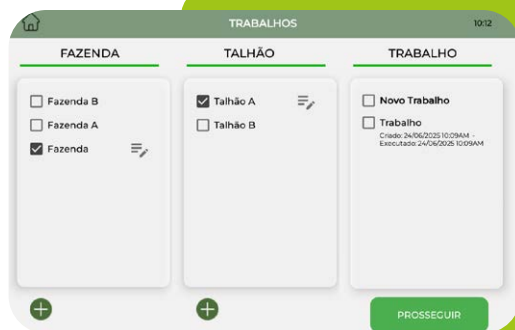 TRABALHOS
10:12
FAZENDA
TALHÃO
TRABALHO
Fazenda B
Fazenda A
Fazenda
Talhão A
Talhão B
Novo Trabalho
Trabalho
Criado: 24/06/2025 10:09AM -
Executado: 24/06/2025 10:09AM
PROSSEGUIR